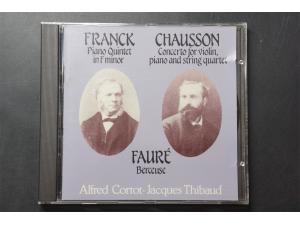 FRANCK
Piano Quintet
in F minor
CHAUSSON
Concerto for violin,
piano and string quartet
FAURÉ
Berceuse
Alfred Cortot·Jacques Thibaud